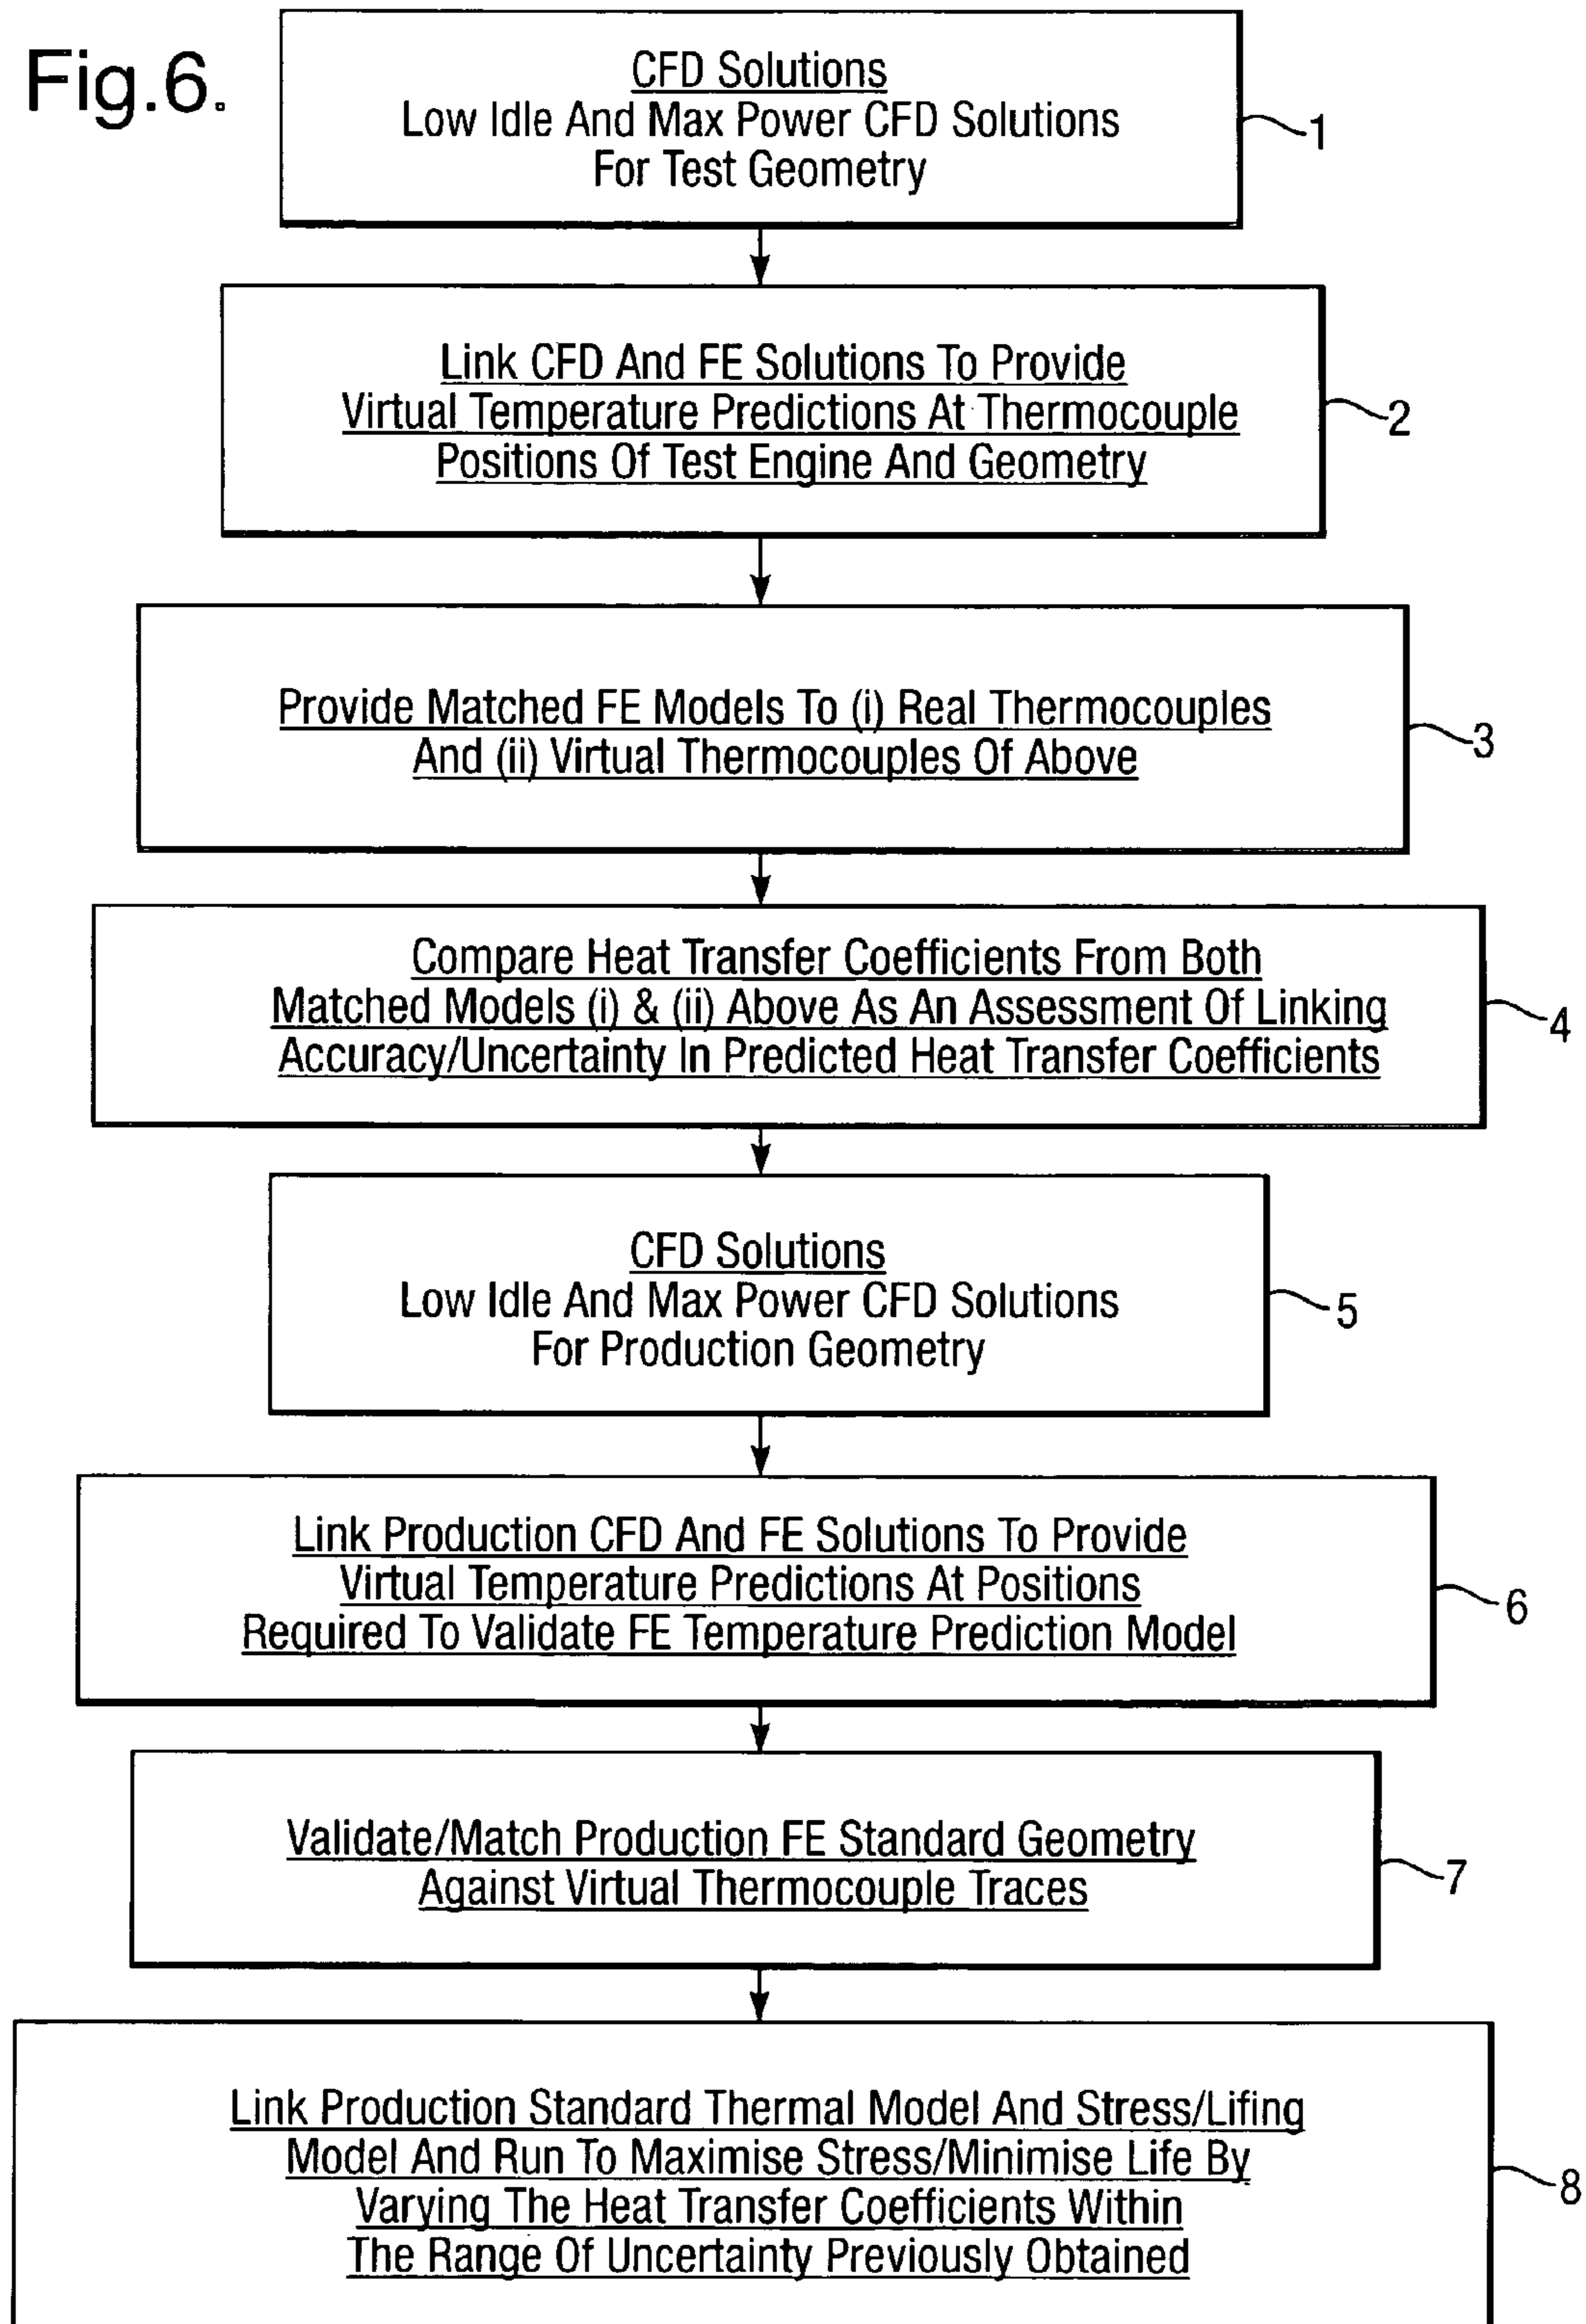 Fig.6.
CFD Solutions
Low Idle And Max Power CFD Solutions
For Test Geometry
1
Link CFD And FE Solutions To Provide
Virtual Temperature Predictions At Thermocouple
Positions Of Test Engine And Geometry
2
Provide Matched FE Models To (i) Real Thermocouples
And (ii) Virtual Thermocouples Of Above
3
Compare Heat Transfer Coefficients From Both
Matched Models (i) & (ii) Above As An Assessment Of Linking
Accuracy/Uncertainty In Predicted Heat Transfer Coefficients
4
CFD Solutions
Low Idle And Max Power CFD Solutions
For Production Geometry
5
Link Production CFD And FE Solutions To Provide
Virtual Temperature Predictions At Positions
Required To Validate FE Temperature Prediction Model
6
Validate/Match Production FE Standard Geometry
Against Virtual Thermocouple Traces
7
Link Production Standard Thermal Model And Stress/Lifing
Model And Run To Maximise Stress/Minimise Life By
Varying The Heat Transfer Coefficients Within
The Range Of Uncertainty Previously Obtained
8